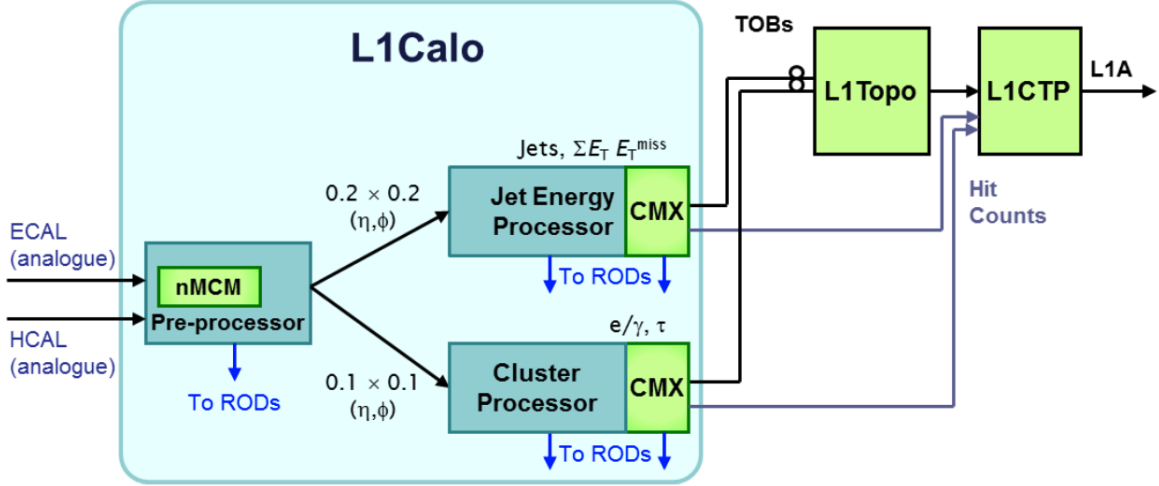 L1Calo
TOBs
L1Topo
L1CTP
L1A
Jets, ΣE_T E_T^miss
0.2 × 0.2
(η,ϕ)
Jet Energy
Processor
CMX
Hit
Counts
ECAL
(analogue)
nMCM
Pre-processor
To RODs
HCAL
(analogue)
e/γ, τ
0.1 × 0.1
(η,ϕ)
Cluster
Processor
CMX
To RODs
To RODs